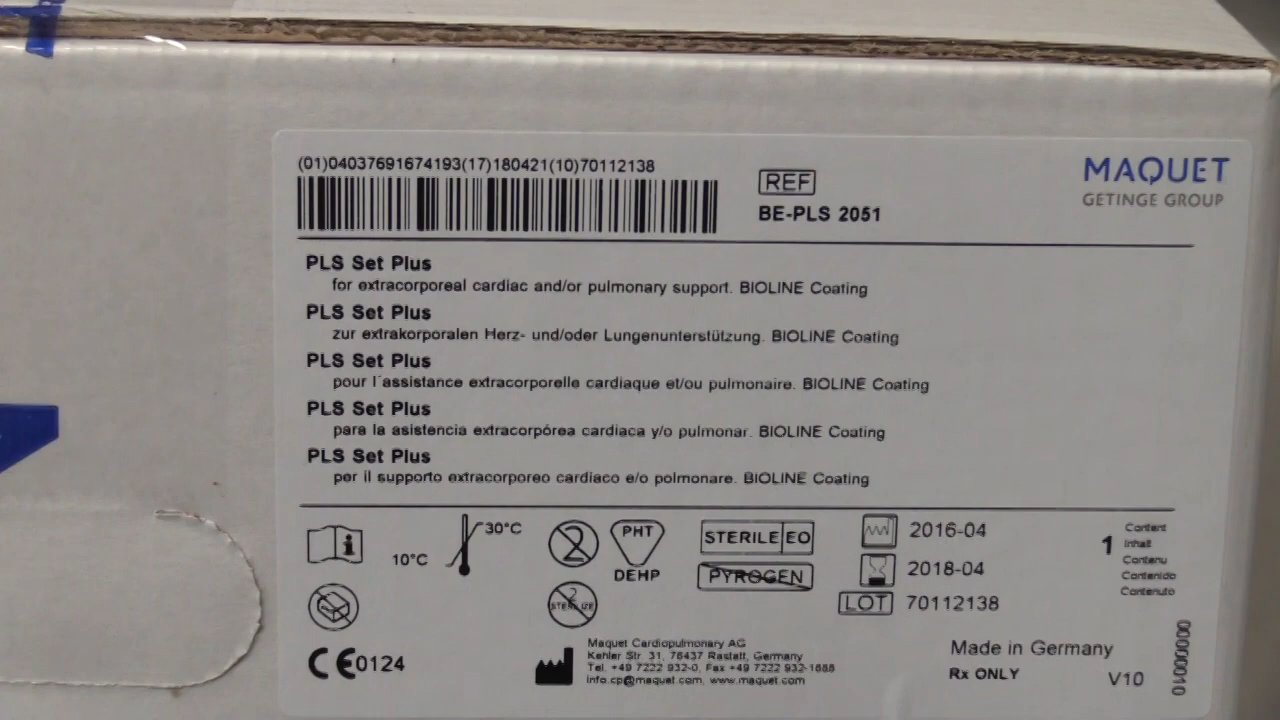 (01)04037691674193(17)180421(10)70112138
REF
BE-PLS 2051
MAQUET
GETINGE GROUP
PLS Set Plus
for extracorporeal cardiac and/or pulmonary support. BIOLINE Coating
PLS Set Plus
zur extrakorporalen Herz- und/oder Lungenunterstützung. BIOLINE Coating
PLS Set Plus
pour l´assistance extracorporelle cardiaque et/ou pulmonaire. BIOLINE Coating
PLS Set Plus
para la asistencia extracorpórea cardiaca y/o pulmonar. BIOLINE Coating
PLS Set Plus
per il supporto extracorporeo cardiaco e/o polmonare. BIOLINE Coating
10°C
30°C
2
PHT
DEHP
STERILE EO
PYROGEN
2
STERILIZE
2016-04
2018-04
LOT 70112138
1
Content
Inhalt
Contenu
Contenido
Contenuto
CE0124
Maquet Cardiopulmonary AG
Kehler Str. 31, 76437 Rastatt, Germany
Tel. +49 7222 932-0, Fax +49 7222 932-1888
info.cp@maquet.com, www.maquet.com
Made in Germany
Rx ONLY
V10
00000010